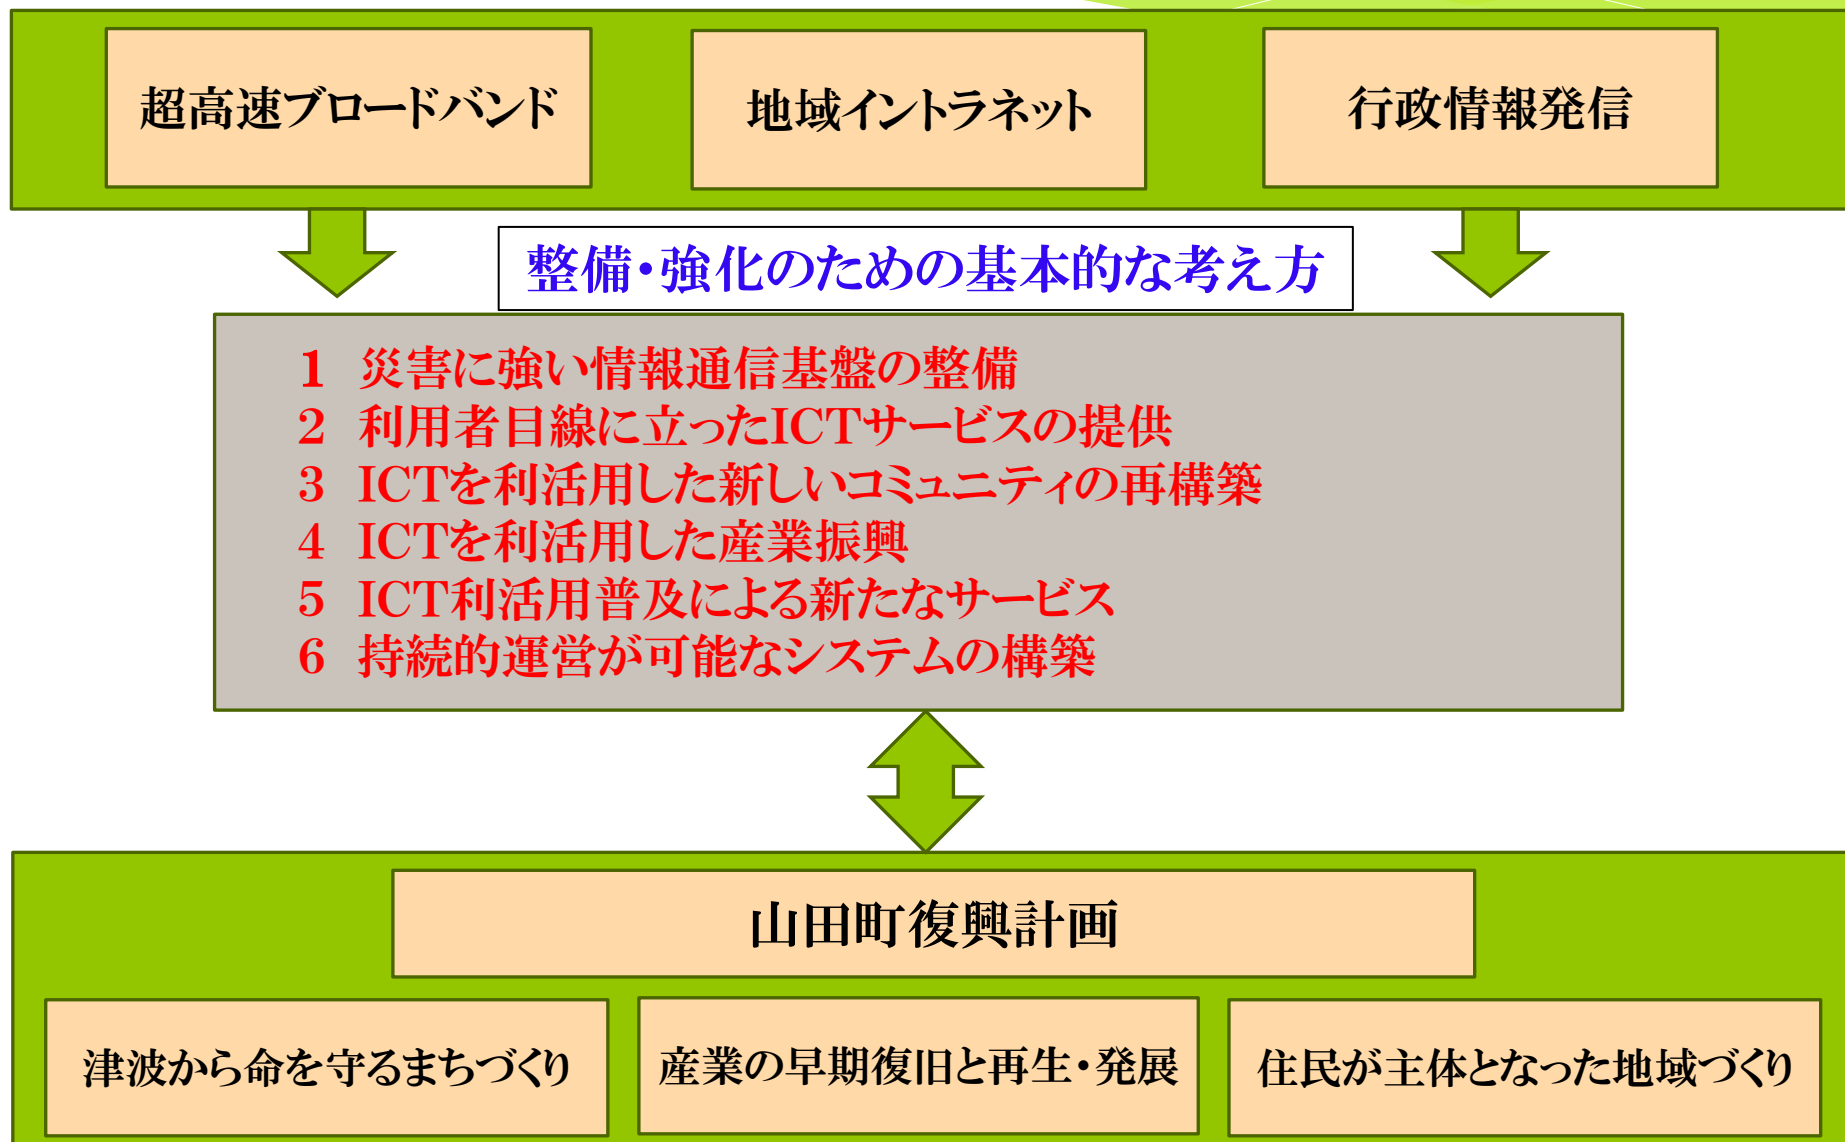 超高速ブロードバンド
地域イントラネット
行政情報発信
整備・強化のための基本的な考え方
1 災害に強い情報通信基盤の整備
2 利用者目線に立ったICTサービスの提供
3 ICTを利活用した新しいコミュニティの再構築
4 ICTを利活用した産業振興
5 ICT利活用普及による新たなサービス
6 持続的運営が可能なシステムの構築
山田町復興計画
津波から命を守るまちづくり
産業の早期復旧と再生・発展
住民が主体となった地域づくり